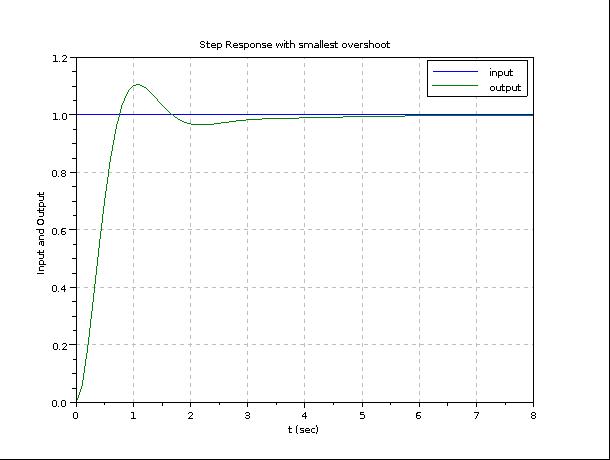 Step Response with smallest overshoot
input
output
1.2
1.0
0.8
0.6
0.4
0.2
0.0
Input and Output
0 1 2 3 4 5 6 7 8
t (sec)